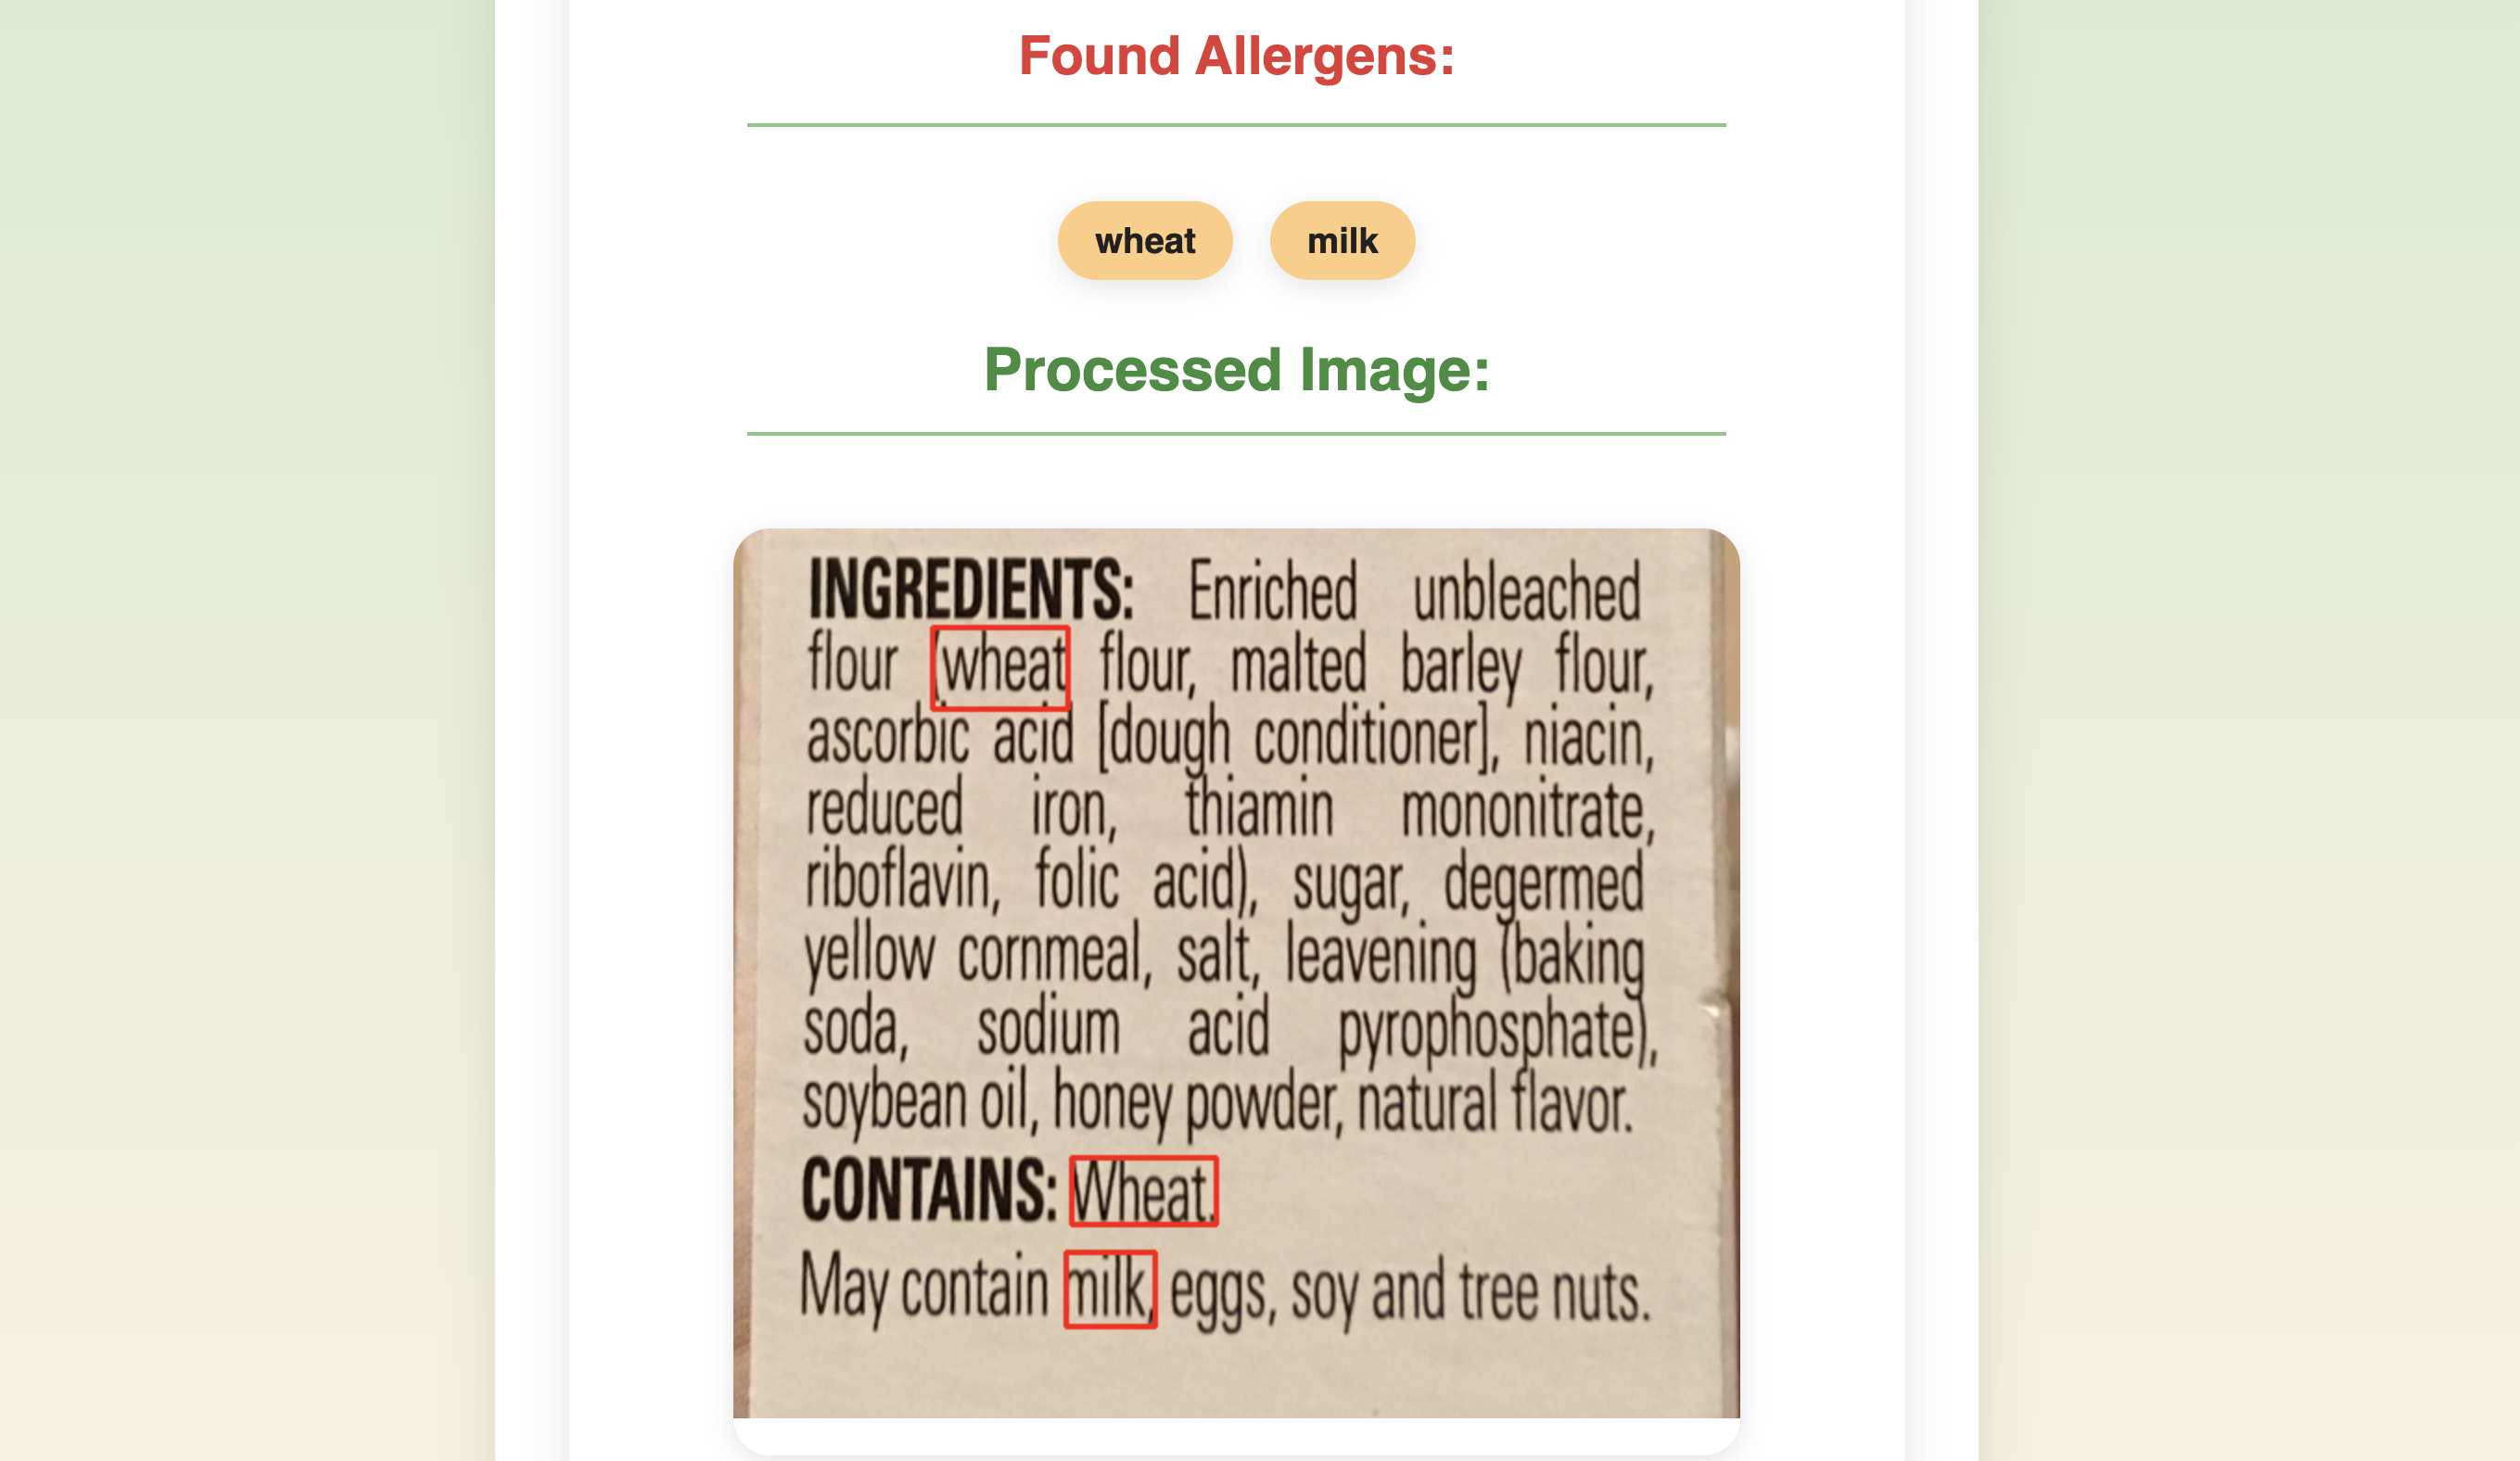 Found Allergens:
wheat milk
Processed Image:
INGREDIENTS: Enriched unbleached
flour (wheat flour, malted barley flour,
ascorbic acid [dough conditioner], niacin,
reduced iron, thiamin mononitrate,
riboflavin, folic acid), sugar, degermed
yellow cornmeal, salt, leavening (baking
soda, sodium acid pyrophosphate),
soybean oil, honey powder, natural flavor.
CONTAINS: Wheat.
May contain milk, eggs, soy and tree nuts.